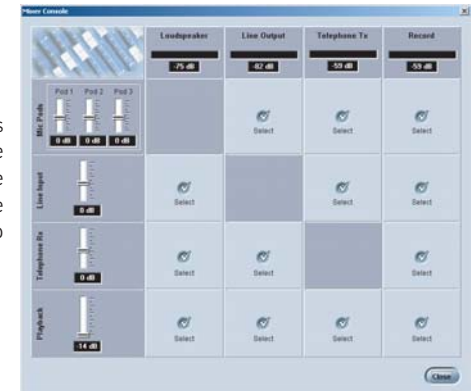 Mixer Console
Loudspeaker Line Output Telephone Tx Record
-75 dB -82 dB -59 dB -59 dB
Pod 1 Pod 2 Pod 3
Mic Pods
0 dB 0 dB 0 dB
Select Select Select
Line Input
0 dB
Select Select Select
Telephone Rx
0 dB
Select Select Select
Playback
-14 dB
Select Select Select Select
Close